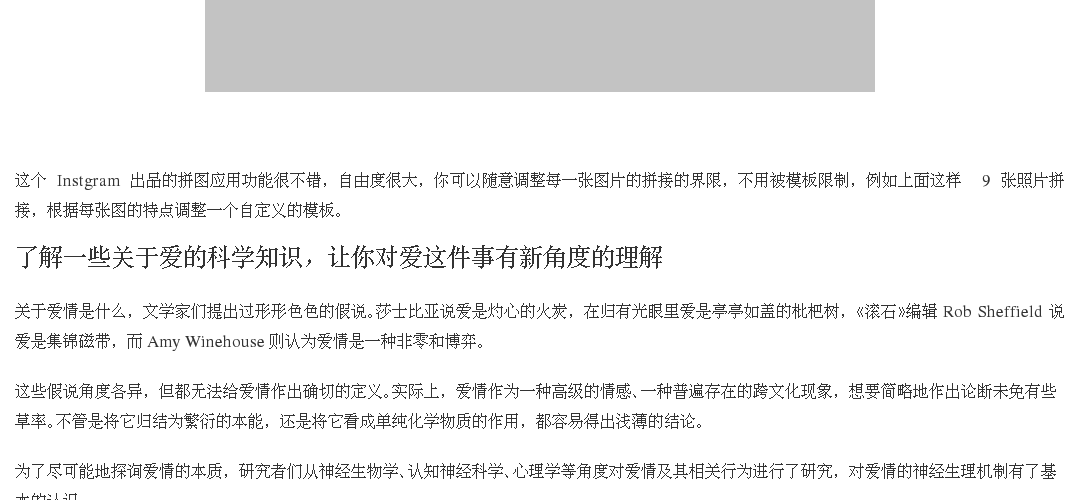 这个 Instgram 出品的拼图应用功能很不错，自由度很大，你可以随意调整每一张图片的拼接的界限，不用被模板限制，例如上面这样 9 张照片拼
接，根据每张图的特点调整一个自定义的模板。
了解一些关于爱的科学知识，让你对爱这件事有新角度的理解
关于爱情是什么，文学家们提出过形形色色的假说。莎士比亚说爱是灼心的火炭，在归有光眼里爱是亭亭如盖的枇杷树，《滚石》编辑 Rob Sheffield 说
爱是集锦磁带，而 Amy Winehouse 则认为爱情是一种非零和博弈。
这些假说角度各异，但都无法给爱情作出确切的定义。实际上，爱情作为一种高级的情感、一种普遍存在的跨文化现象，想要简略地作出论断未免有些
草率。不管是将它归结为繁衍的本能，还是将它看成单纯化学物质的作用，都容易得出浅薄的结论。
为了尽可能地探询爱情的本质，研究者们从神经生物学、认知神经科学、心理学等角度对爱情及其相关行为进行了研究，对爱情的神经生理机制有了基
本的认识